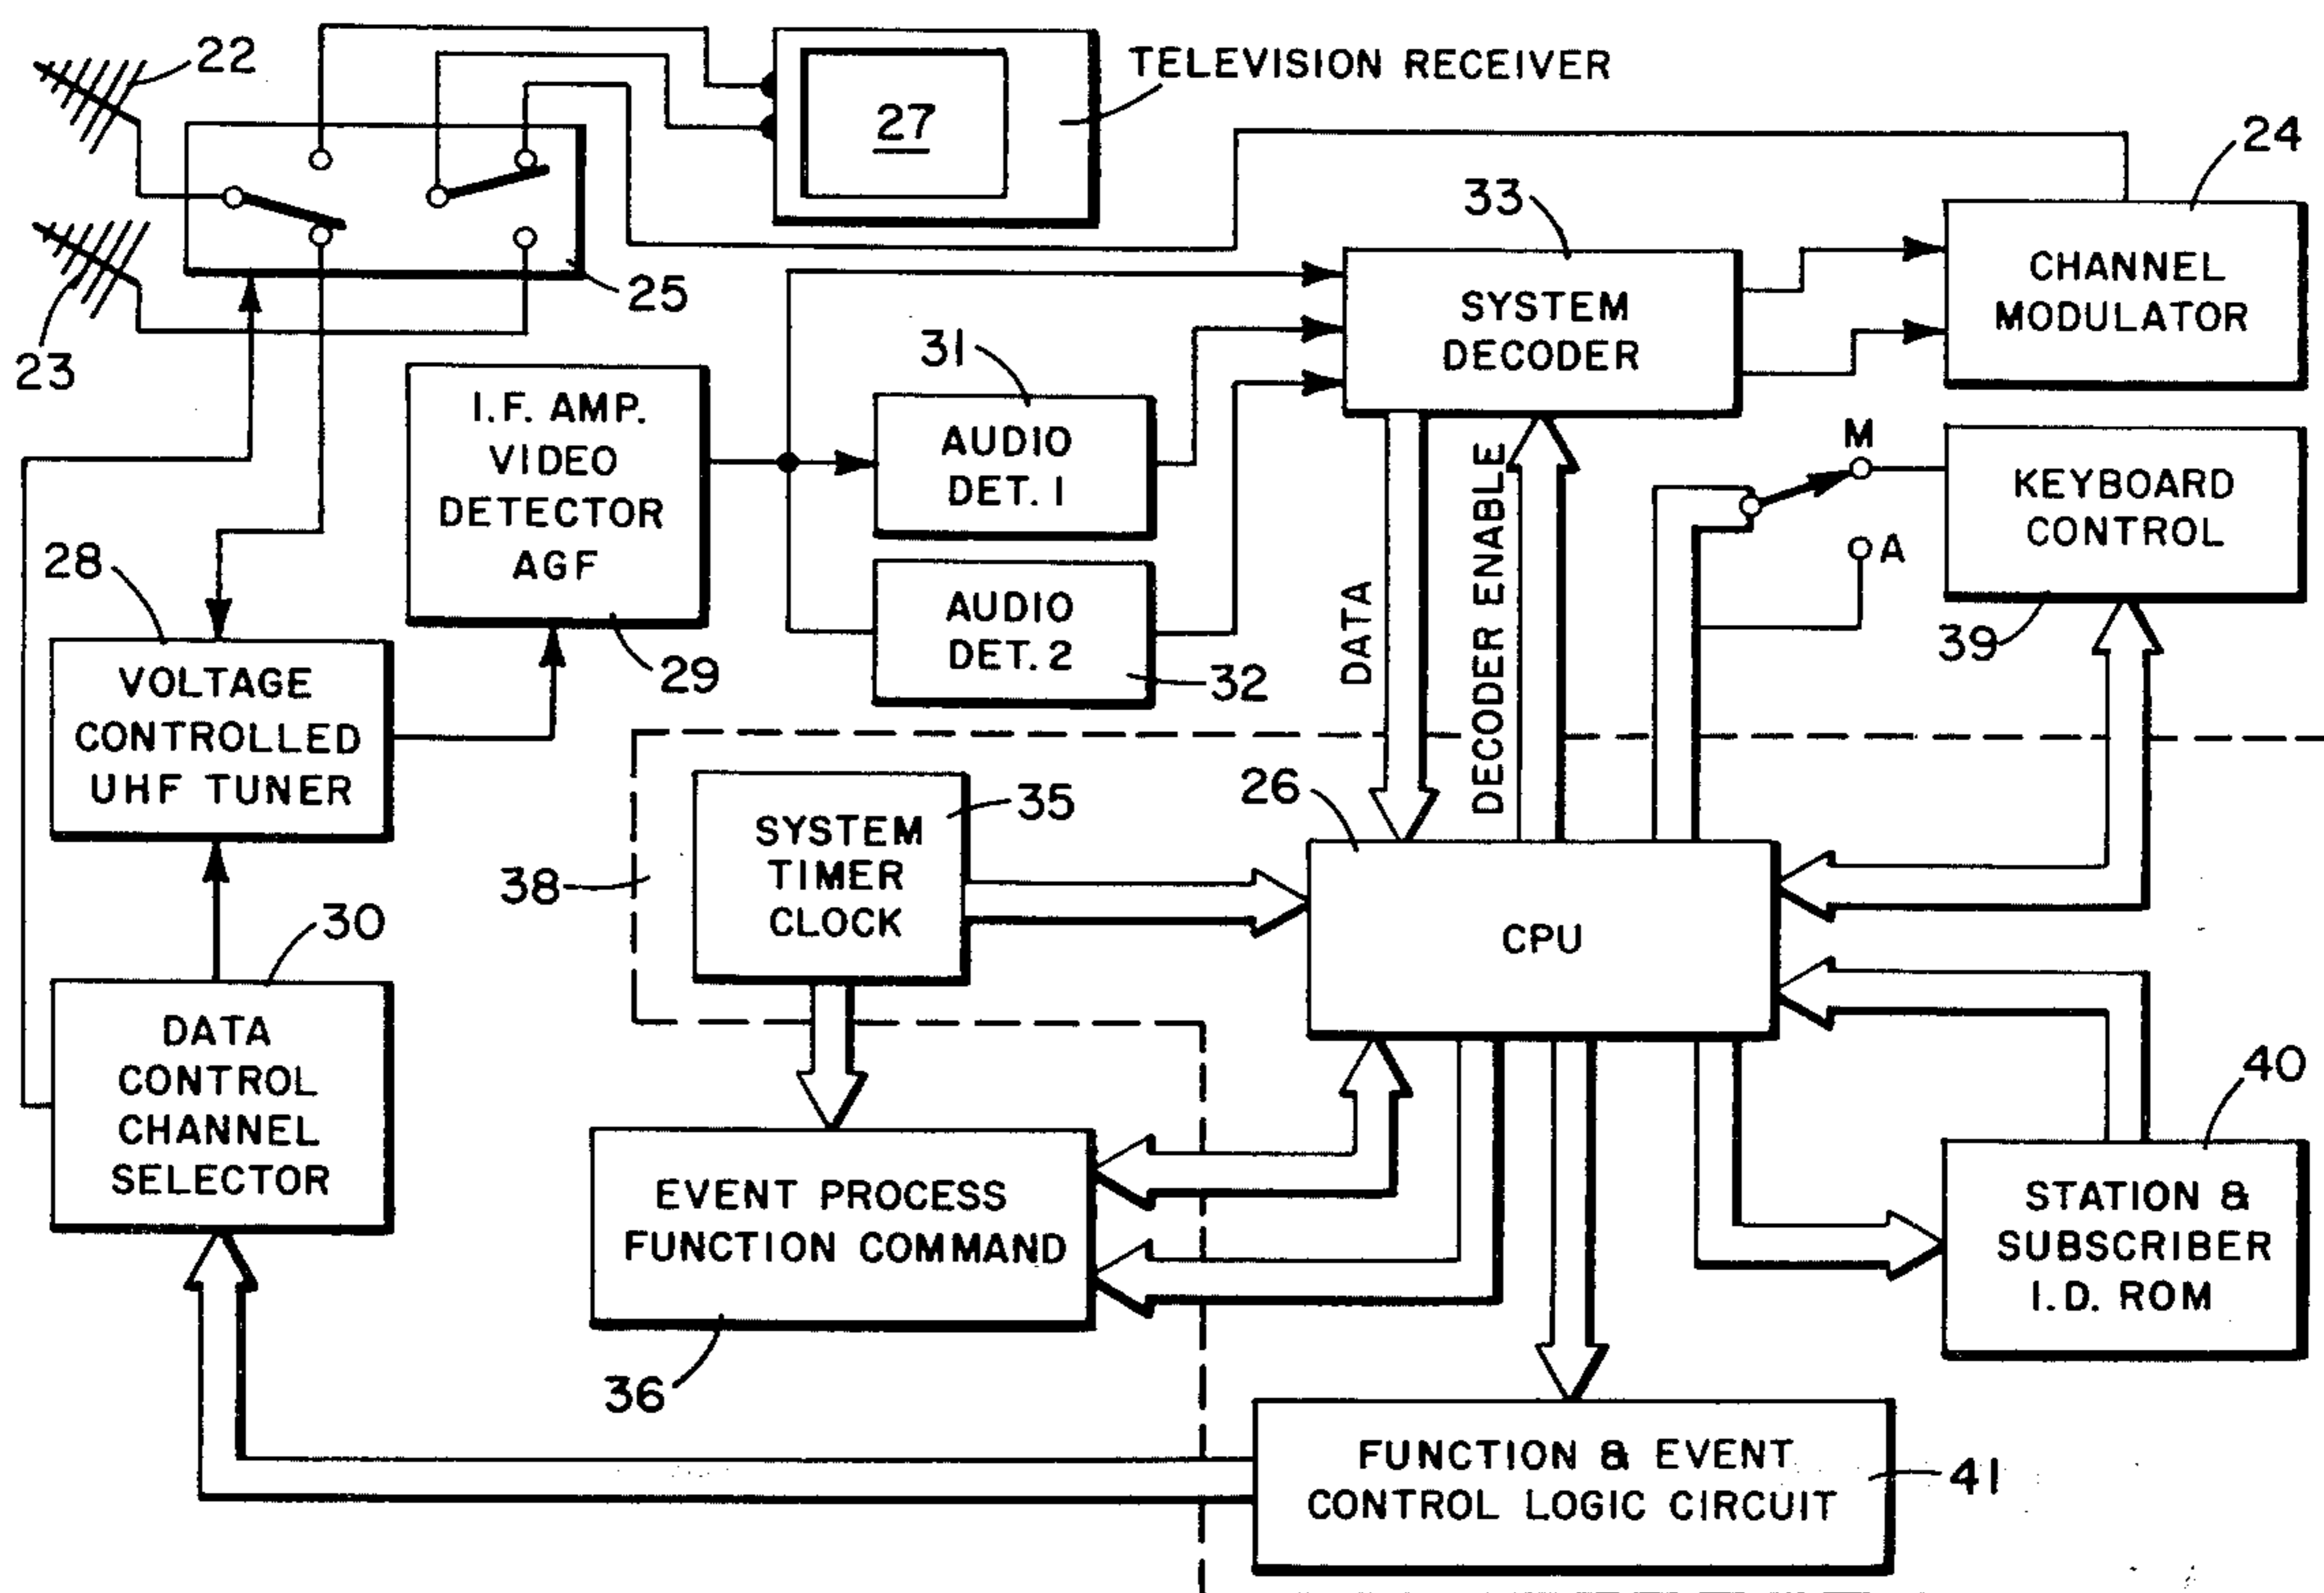 22
TELEVISION RECEIVER
27
24
33
CHANNEL
MODULATOR
SYSTEM
DECODER
25
23
31
I.F. AMP.
VIDEO
DETECTOR
AGF
AUDIO
DET. 1
M
KEYBOARD
CONTROL
A
28
AUDIO
DET. 2
29
32
DATA
DECODER ENABLE
39
VOLTAGE
CONTROLLED
UHF TUNER
26
35
SYSTEM
TIMER
CLOCK
38
30
CPU
DATA
CONTROL
CHANNEL
SELECTOR
40
EVENT PROCESS
FUNCTION COMMAND
STATION &
SUBSCRIBER
I.D. ROM
36
FUNCTION & EVENT
CONTROL LOGIC CIRCUIT
41